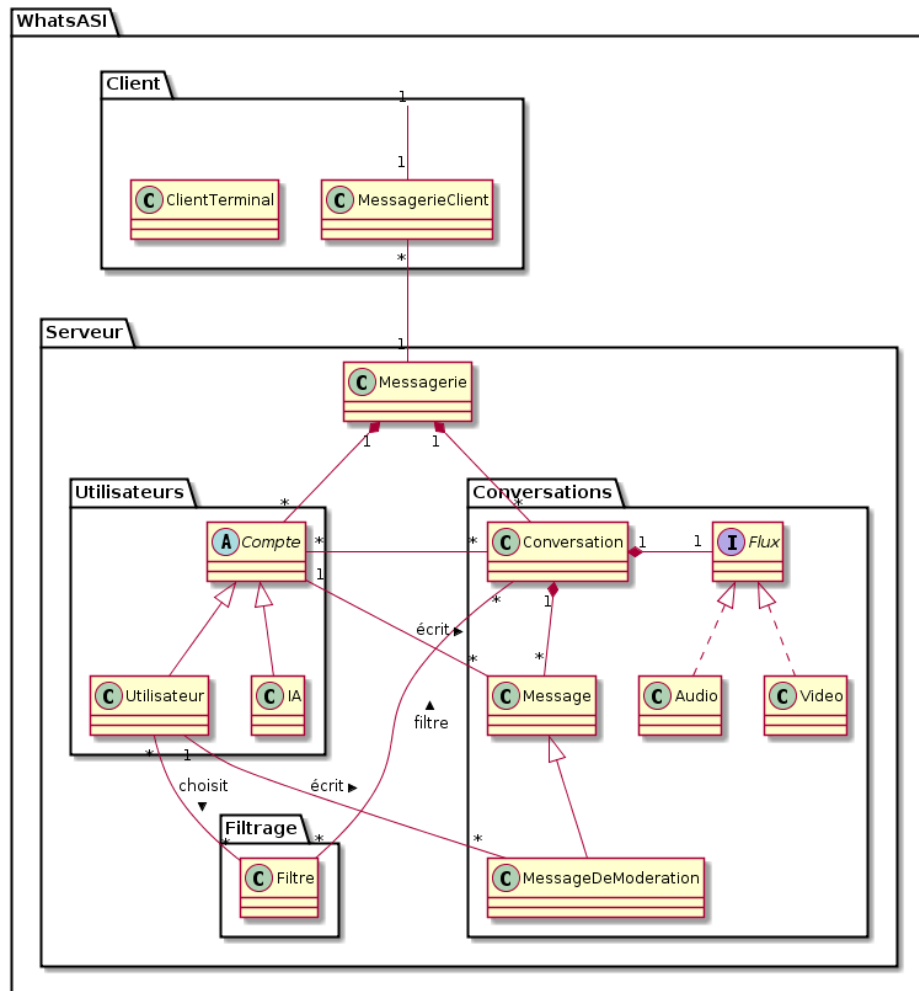 WhatsASI
Client
1
1
C ClientTerminal
C MessagerieClient
*
Serveur
1
C Messagerie
1
1
Utilisateurs
Conversations
*
*
A Compte
*
*
C Conversation
1
1
I Flux
1
1
*
écrit ►
*
*
C Utilisateur
C IA
C Message
C Audio
C Video
▲
filtre
*
1
choisit
▼
écrit ►
Filtrage
*
*
*
C Filtre
C MessageDeModeration